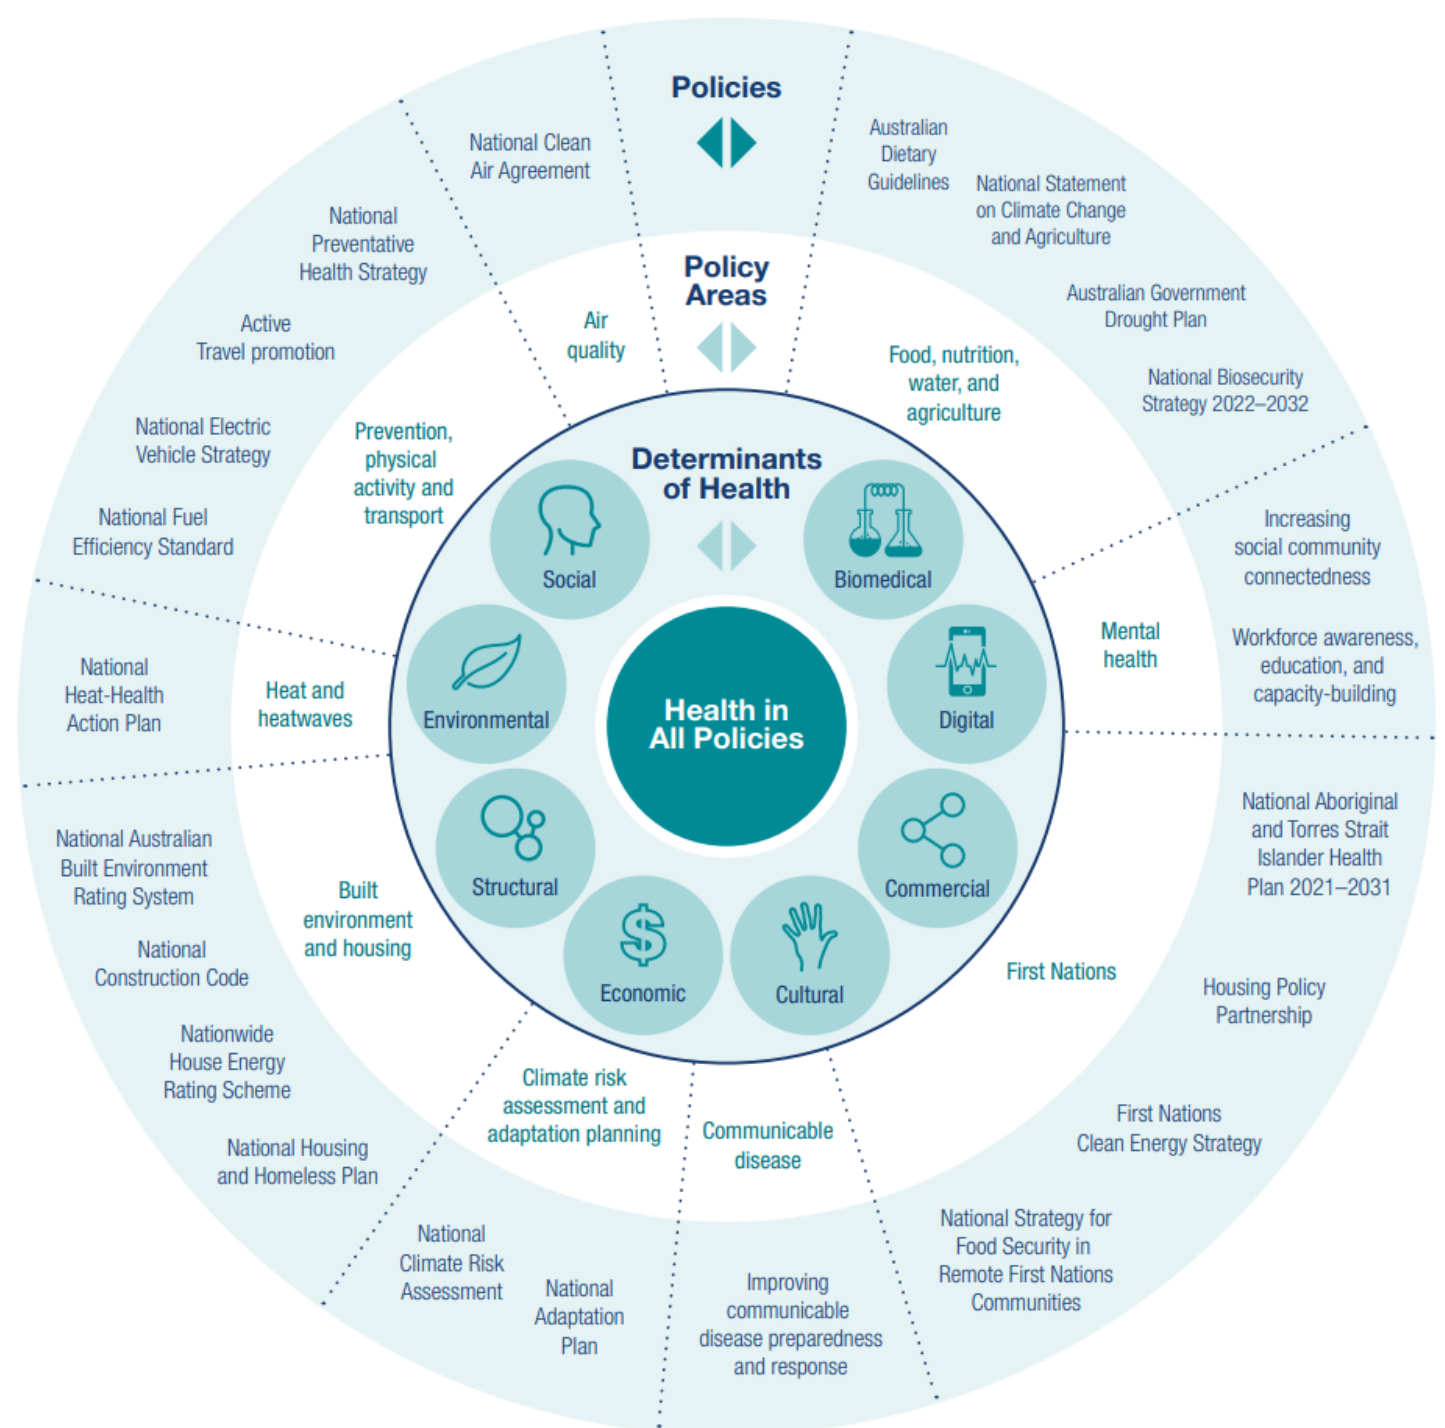 Policies
Policy
Areas
Determinants
of Health
Health in
All Policies
Biomedical
Digital
Commercial
Cultural
Economic
Structural
Environmental
Social
Food, nutrition,
water, and
agriculture
Australian
Dietary
Guidelines
National Statement
on Climate Change
and Agriculture
Australian Government
Drought Plan
National Biosecurity
Strategy 2022–2032
Mental
health
Increasing
social community
connectedness
Workforce awareness,
education, and
capacity-building
First Nations
National Aboriginal
and Torres Strait
Islander Health
Plan 2021–2031
Housing Policy
Partnership
First Nations
Clean Energy Strategy
National Strategy for
Food Security in
Remote First Nations
Communities
Communicable
disease
Improving
communicable
disease preparedness
and response
Climate risk
assessment and
adaptation planning
National
Adaptation
Plan
National
Climate Risk
Assessment
Built
environment
and housing
National Housing
and Homeless Plan
Nationwide
House Energy
Rating Scheme
National
Construction Code
National Australian
Built Environment
Rating System
Heat and
heatwaves
National
Heat-Health
Action Plan
Prevention,
physical
activity and
transport
National Fuel
Efficiency Standard
National Electric
Vehicle Strategy
Active
Travel promotion
National
Preventative
Health Strategy
Air
quality
National Clean
Air Agreement